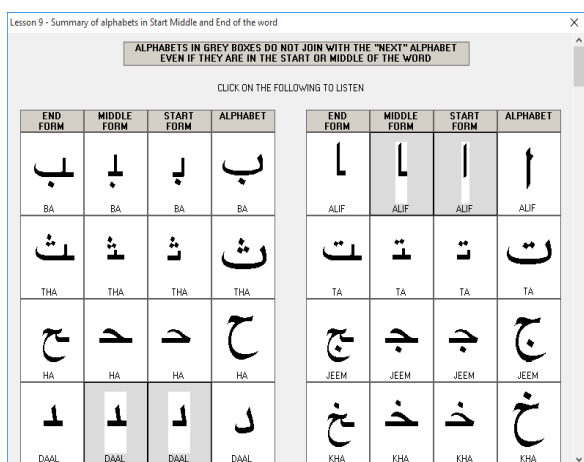 Lesson 9 - Summary of alphabets in Start Middle and End of the word
ALPHABETS IN GREY BOXES DO NOT JOIN WITH THE "NEXT" ALPHABET
EVEN IF THEY ARE IN THE START OR MIDDLE OF THE WORD
CLICK ON THE FOLLOWING TO LISTEN
END FORM MIDDLE FORM START FORM ALPHABET END FORM MIDDLE FORM START FORM ALPHABET
ـب ـبـ بـ ب ـا ـا ا أ
BA BA BA BA ALIF ALIF ALIF ALIF
ـث ـثـ ثـ ث ـت ـتـ تـ ت
THA THA THA THA TA TA TA TA
ـح ـحـ حـ ح ـج ـجـ جـ ج
HA HA HA HA JEEM JEEM JEEM JEEM
ـد ـد ـد د ـخ ـخـ خـ خ
DAAL DAAL DAAL DAAL KHA KHA KHA KHA